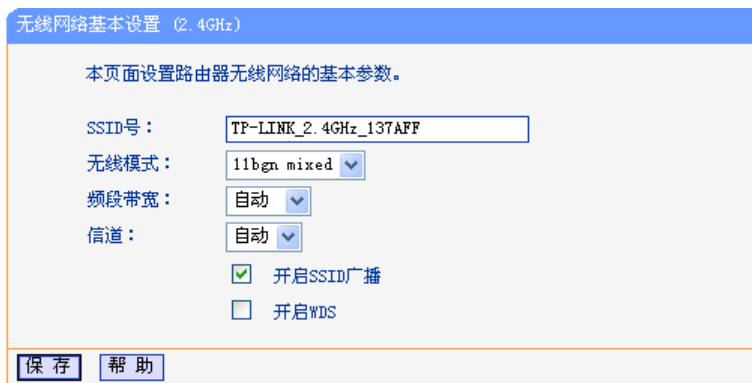 无线网络基本设置 (2.4GHz)
本页面设置路由器无线网络的基本参数。
SSID号： TP-LINK_2.4GHz_137AFF
无线模式： 11bgn mixed
频段带宽： 自动
信道： 自动
开启SSID广播
开启WDS
保 存 帮 助